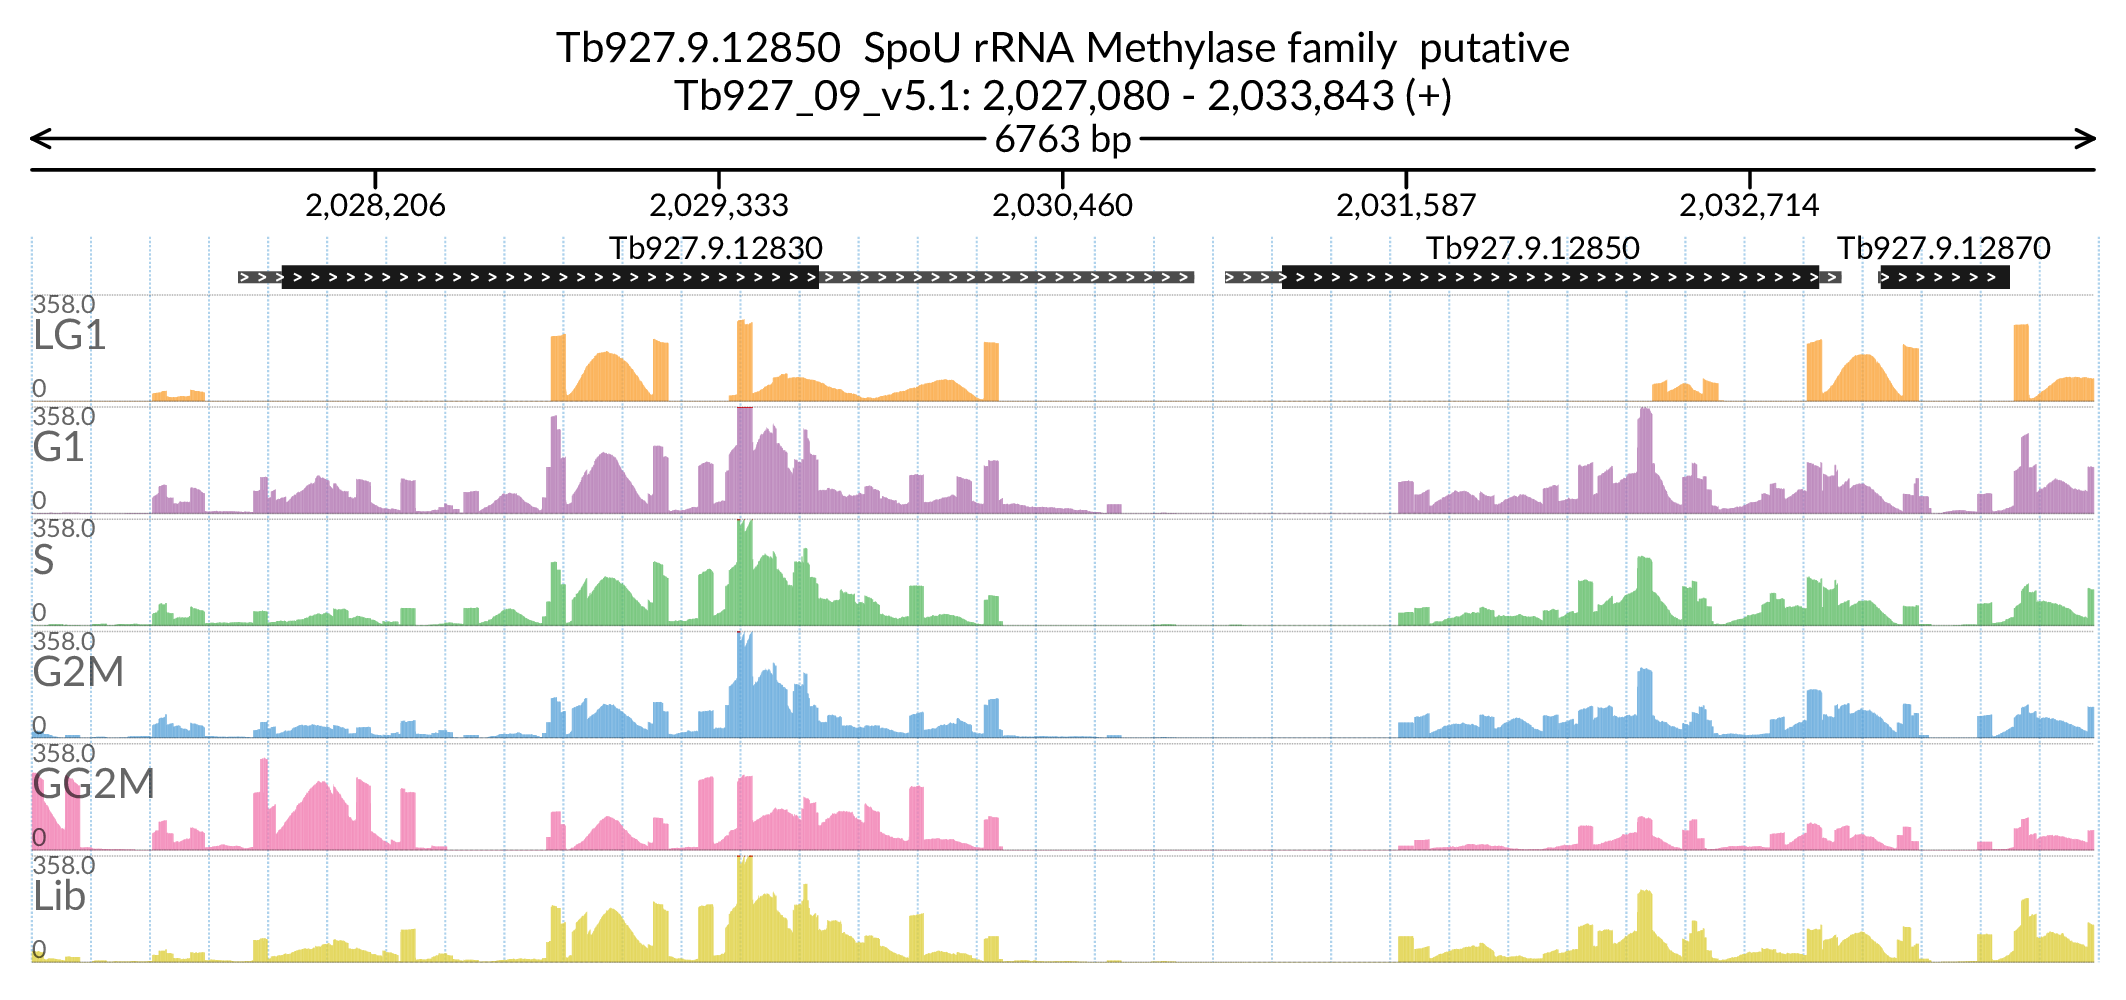 Tb927.9.12850  SpoU rRNA Methylase family  putative
Tb927_09_v5.1: 2,027,080 - 2,033,843 (+)
6763 bp
2,028,206 2,029,333 2,030,460 2,031,587 2,032,714
Tb927.9.12830 Tb927.9.12850 Tb927.9.12870
358.0
LG1
0
358.0
G1
0
358.0
S
0
358.0
G2M
0
358.0
GG2M
0
358.0
Lib
0